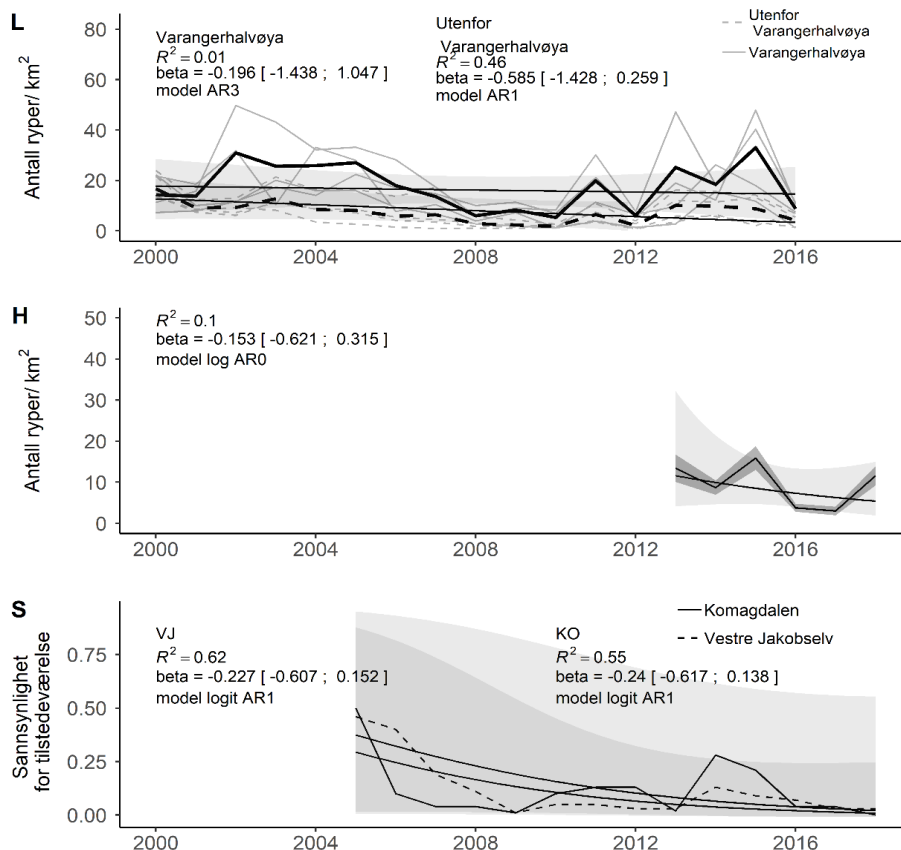 L
Antall ryper/ km²
80
60
40
20
0
Varangerhalvøya
R² = 0.01
beta = -0.196 [ -1.438 ; 1.047 ]
model AR3
Utenfor
Varangerhalvøya
R² = 0.46
beta = -0.585 [ -1.428 ; 0.259 ]
model AR1
Utenfor
Varangerhalvøya
Varangerhalvøya
2000 2004 2008 2012 2016
H
Antall ryper/ km²
50
40
30
20
10
0
R² = 0.1
beta = -0.153 [ -0.621 ; 0.315 ]
model log AR0
2000 2004 2008 2012 2016
S
Sannsynlighet
for tilstedeværelse
0.75
0.50
0.25
0.00
VJ
R² = 0.62
beta = -0.227 [ -0.607 ; 0.152 ]
model logit AR1
KO
R² = 0.55
beta = -0.24 [ -0.617 ; 0.138 ]
model logit AR1
Komagdalen
Vestre Jakobselv
2000 2004 2008 2012 2016